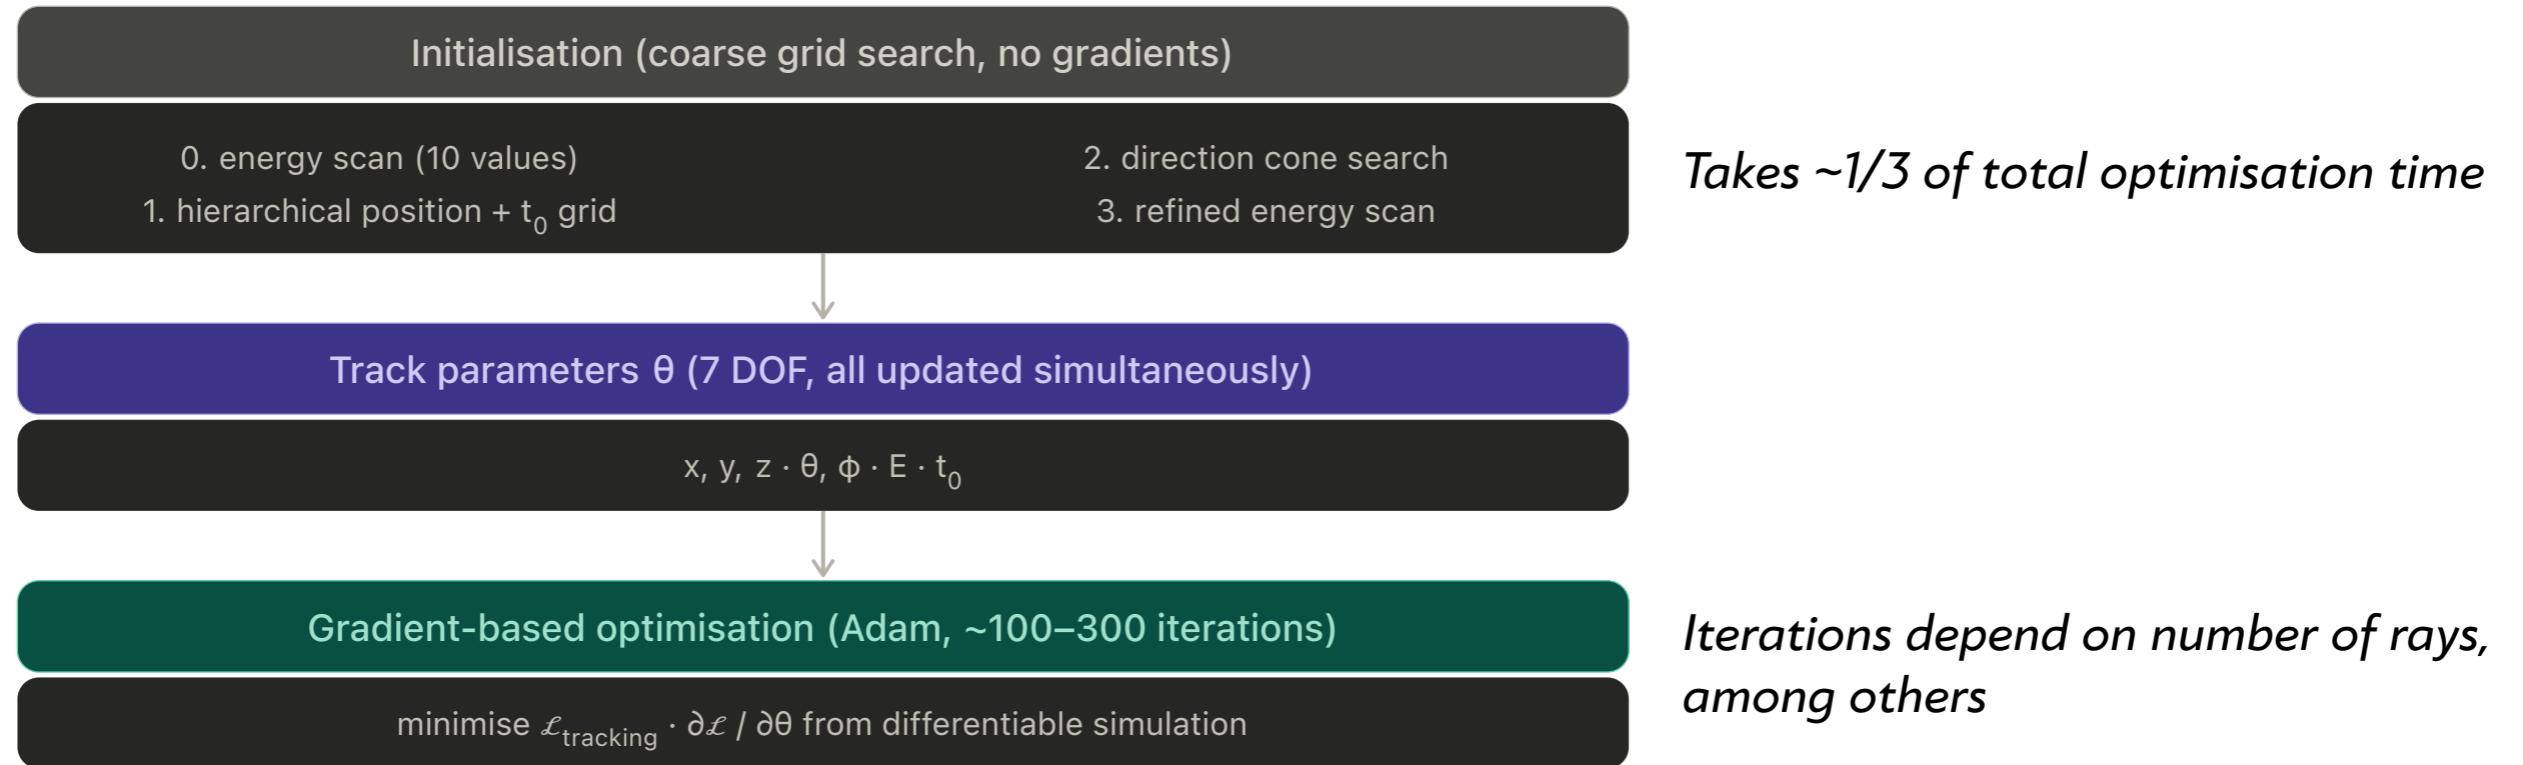 Initialisation (coarse grid search, no gradients)
0. energy scan (10 values)
1. hierarchical position + t₀ grid
2. direction cone search
3. refined energy scan
Takes ~1/3 of total optimisation time
Track parameters θ (7 DOF, all updated simultaneously)
x, y, z · θ, ϕ · E · t₀
Gradient-based optimisation (Adam, ~100–300 iterations)
minimise ℒtracking · ∂ℒ / ∂θ from differentiable simulation
Iterations depend on number of rays,
among others